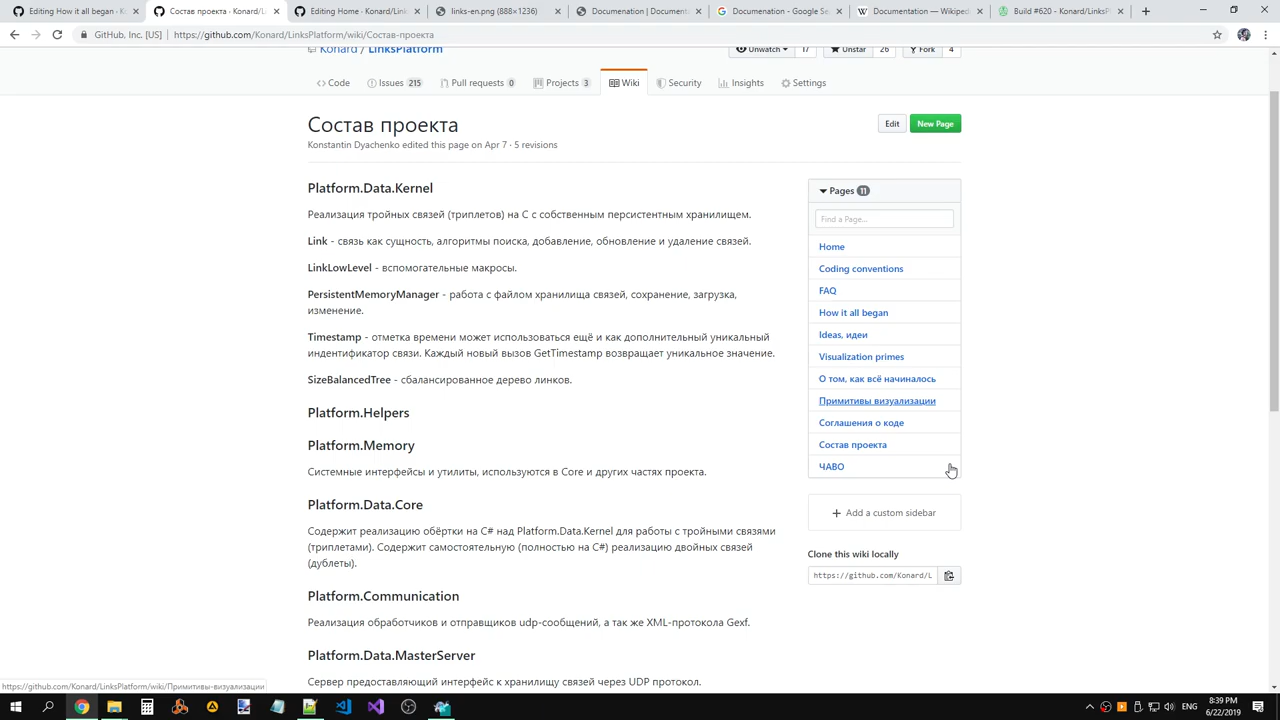 Editing How it all began · K
Состав проекта · Konard/L
Editing Home · Konard/Link
links-en.png (888×1236)
Documentation | Document
Documentation - Google Se
Documentation — Wikiped
Build #620 - Konard/LinksP
GitHub, Inc. [US] | https://github.com/Konard/LinksPlatform/wiki/Состав-проекта
Konard / LinksPlatform
Unwatch 17 Unstar 26 Fork 4
Code Issues 215 Pull requests 0 Projects 3 Wiki Security Insights Settings
Состав проекта
Edit New Page
Konstantin Dyachenko edited this page on Apr 7 · 5 revisions
Platform.Data.Kernel
Реализация тройных связей (триплетов) на C с собственным персистентным хранилищем.
Link - связь как сущность, алгоритмы поиска, добавление, обновление и удаление связей.
LinkLowLevel - вспомогательные макросы.
PersistentMemoryManager - работа с файлом хранилища связей, сохранение, загрузка,
изменение.
Timestamp - отметка времени может использоваться ещё и как дополнительный уникальный
индентификатор связи. Каждый новый вызов GetTimestamp возвращает уникальное значение.
SizeBalancedTree - сбалансированное дерево линков.
Platform.Helpers
Platform.Memory
Системные интерфейсы и утилиты, используются в Core и других частях проекта.
Platform.Data.Core
Содержит реализацию обёртки на C# над Platform.Data.Kernel для работы с тройными связями
(триплетами). Содержит самостоятельную (полностью на C#) реализацию двойных связей
(дублеты).
Platform.Communication
Реализация обработчиков и отправщиков udp-сообщений, а так же XML-протокола Gexf.
Platform.Data.MasterServer
Сервер предоставляющий интерфейс к хранилищу связей через UDP протокол.
Pages 11
Find a Page...
Home
Coding conventions
FAQ
How it all began
Ideas, идеи
Visualization primes
О том, как всё начиналось
Примитивы визуализации
Соглашения о коде
Состав проекта
ЧАВО
Add a custom sidebar
Clone this wiki locally
https://github.com/Konard/L
https://github.com/Konard/LinksPlatform/wiki/Примитивы-визуализации
ENG
8:39 PM
6/22/2019